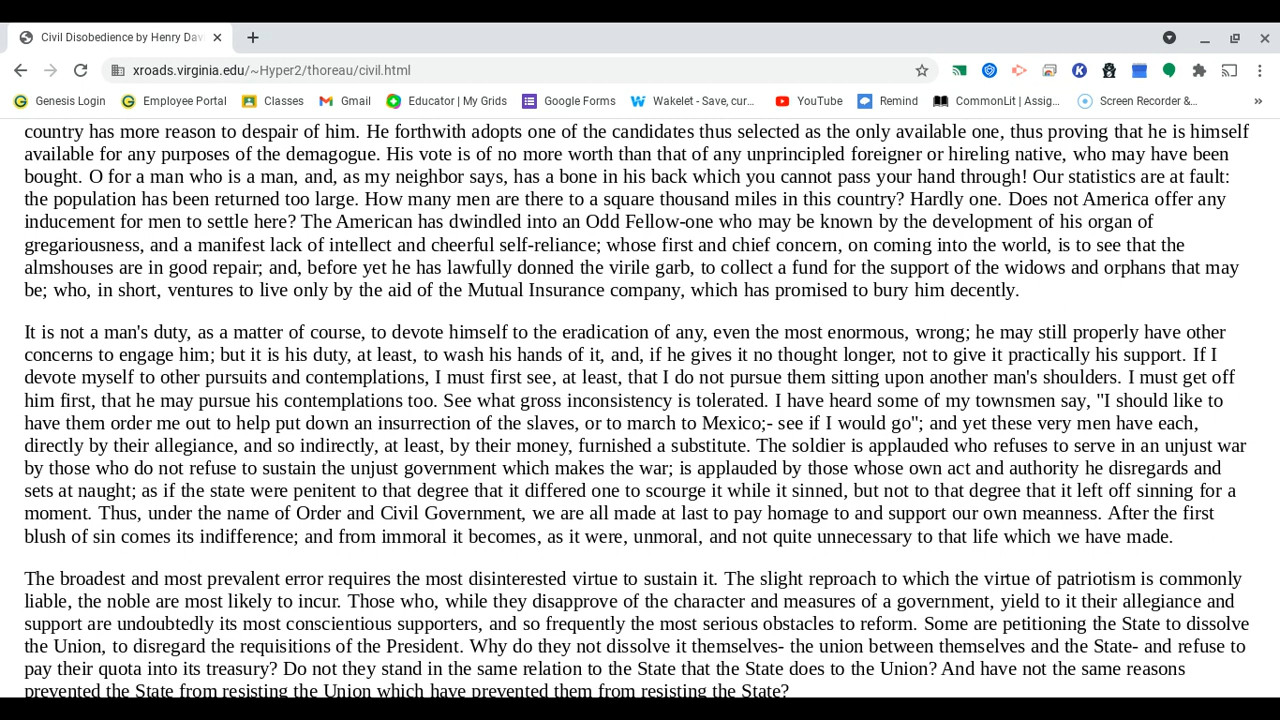 Civil Disobedience by Henry Dav
xroads.virginia.edu/~Hyper2/thoreau/civil.html
Genesis Login Employee Portal Classes Gmail Educator | My Grids Google Forms Wakelet - Save, cur... YouTube Remind CommonLit | Assig... Screen Recorder &... »
country has more reason to despair of him. He forthwith adopts one of the candidates thus selected as the only available one, thus proving that he is himself
available for any purposes of the demagogue. His vote is of no more worth than that of any unprincipled foreigner or hireling native, who may have been
bought. O for a man who is a man, and, as my neighbor says, has a bone in his back which you cannot pass your hand through! Our statistics are at fault:
the population has been returned too large. How many men are there to a square thousand miles in this country? Hardly one. Does not America offer any
inducement for men to settle here? The American has dwindled into an Odd Fellow-one who may be known by the development of his organ of
gregariousness, and a manifest lack of intellect and cheerful self-reliance; whose first and chief concern, on coming into the world, is to see that the
almshouses are in good repair; and, before yet he has lawfully donned the virile garb, to collect a fund for the support of the widows and orphans that may
be; who, in short, ventures to live only by the aid of the Mutual Insurance company, which has promised to bury him decently.
It is not a man's duty, as a matter of course, to devote himself to the eradication of any, even the most enormous, wrong; he may still properly have other
concerns to engage him; but it is his duty, at least, to wash his hands of it, and, if he gives it no thought longer, not to give it practically his support. If I
devote myself to other pursuits and contemplations, I must first see, at least, that I do not pursue them sitting upon another man's shoulders. I must get off
him first, that he may pursue his contemplations too. See what gross inconsistency is tolerated. I have heard some of my townsmen say, "I should like to
have them order me out to help put down an insurrection of the slaves, or to march to Mexico;- see if I would go"; and yet these very men have each,
directly by their allegiance, and so indirectly, at least, by their money, furnished a substitute. The soldier is applauded who refuses to serve in an unjust war
by those who do not refuse to sustain the unjust government which makes the war; is applauded by those whose own act and authority he disregards and
sets at naught; as if the state were penitent to that degree that it differed one to scourge it while it sinned, but not to that degree that it left off sinning for a
moment. Thus, under the name of Order and Civil Government, we are all made at last to pay homage to and support our own meanness. After the first
blush of sin comes its indifference; and from immoral it becomes, as it were, unmoral, and not quite unnecessary to that life which we have made.
The broadest and most prevalent error requires the most disinterested virtue to sustain it. The slight reproach to which the virtue of patriotism is commonly
liable, the noble are most likely to incur. Those who, while they disapprove of the character and measures of a government, yield to it their allegiance and
support are undoubtedly its most conscientious supporters, and so frequently the most serious obstacles to reform. Some are petitioning the State to dissolve
the Union, to disregard the requisitions of the President. Why do they not dissolve it themselves- the union between themselves and the State- and refuse to
pay their quota into its treasury? Do not they stand in the same relation to the State that the State does to the Union? And have not the same reasons
prevented the State from resisting the Union which have prevented them from resisting the State?